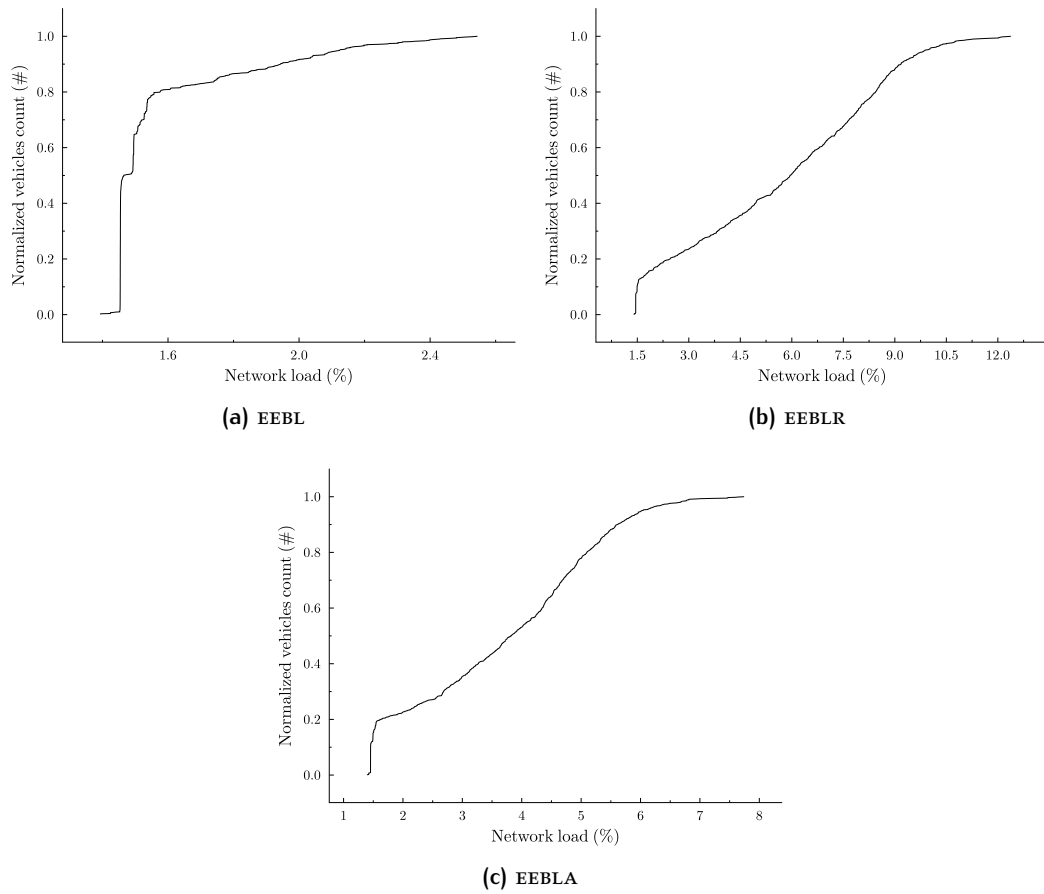 Normalized vehicles count (#)
1.0
0.8
0.6
0.4
0.2
0.0
1.6 2.0 2.4
Network load (%)
(a) EEBL
Normalized vehicles count (#)
1.0
0.8
0.6
0.4
0.2
0.0
1.5 3.0 4.5 6.0 7.5 9.0 10.5 12.0
Network load (%)
(b) EEBLR
Normalized vehicles count (#)
1.0
0.8
0.6
0.4
0.2
0.0
1 2 3 4 5 6 7 8
Network load (%)
(c) EEBLA